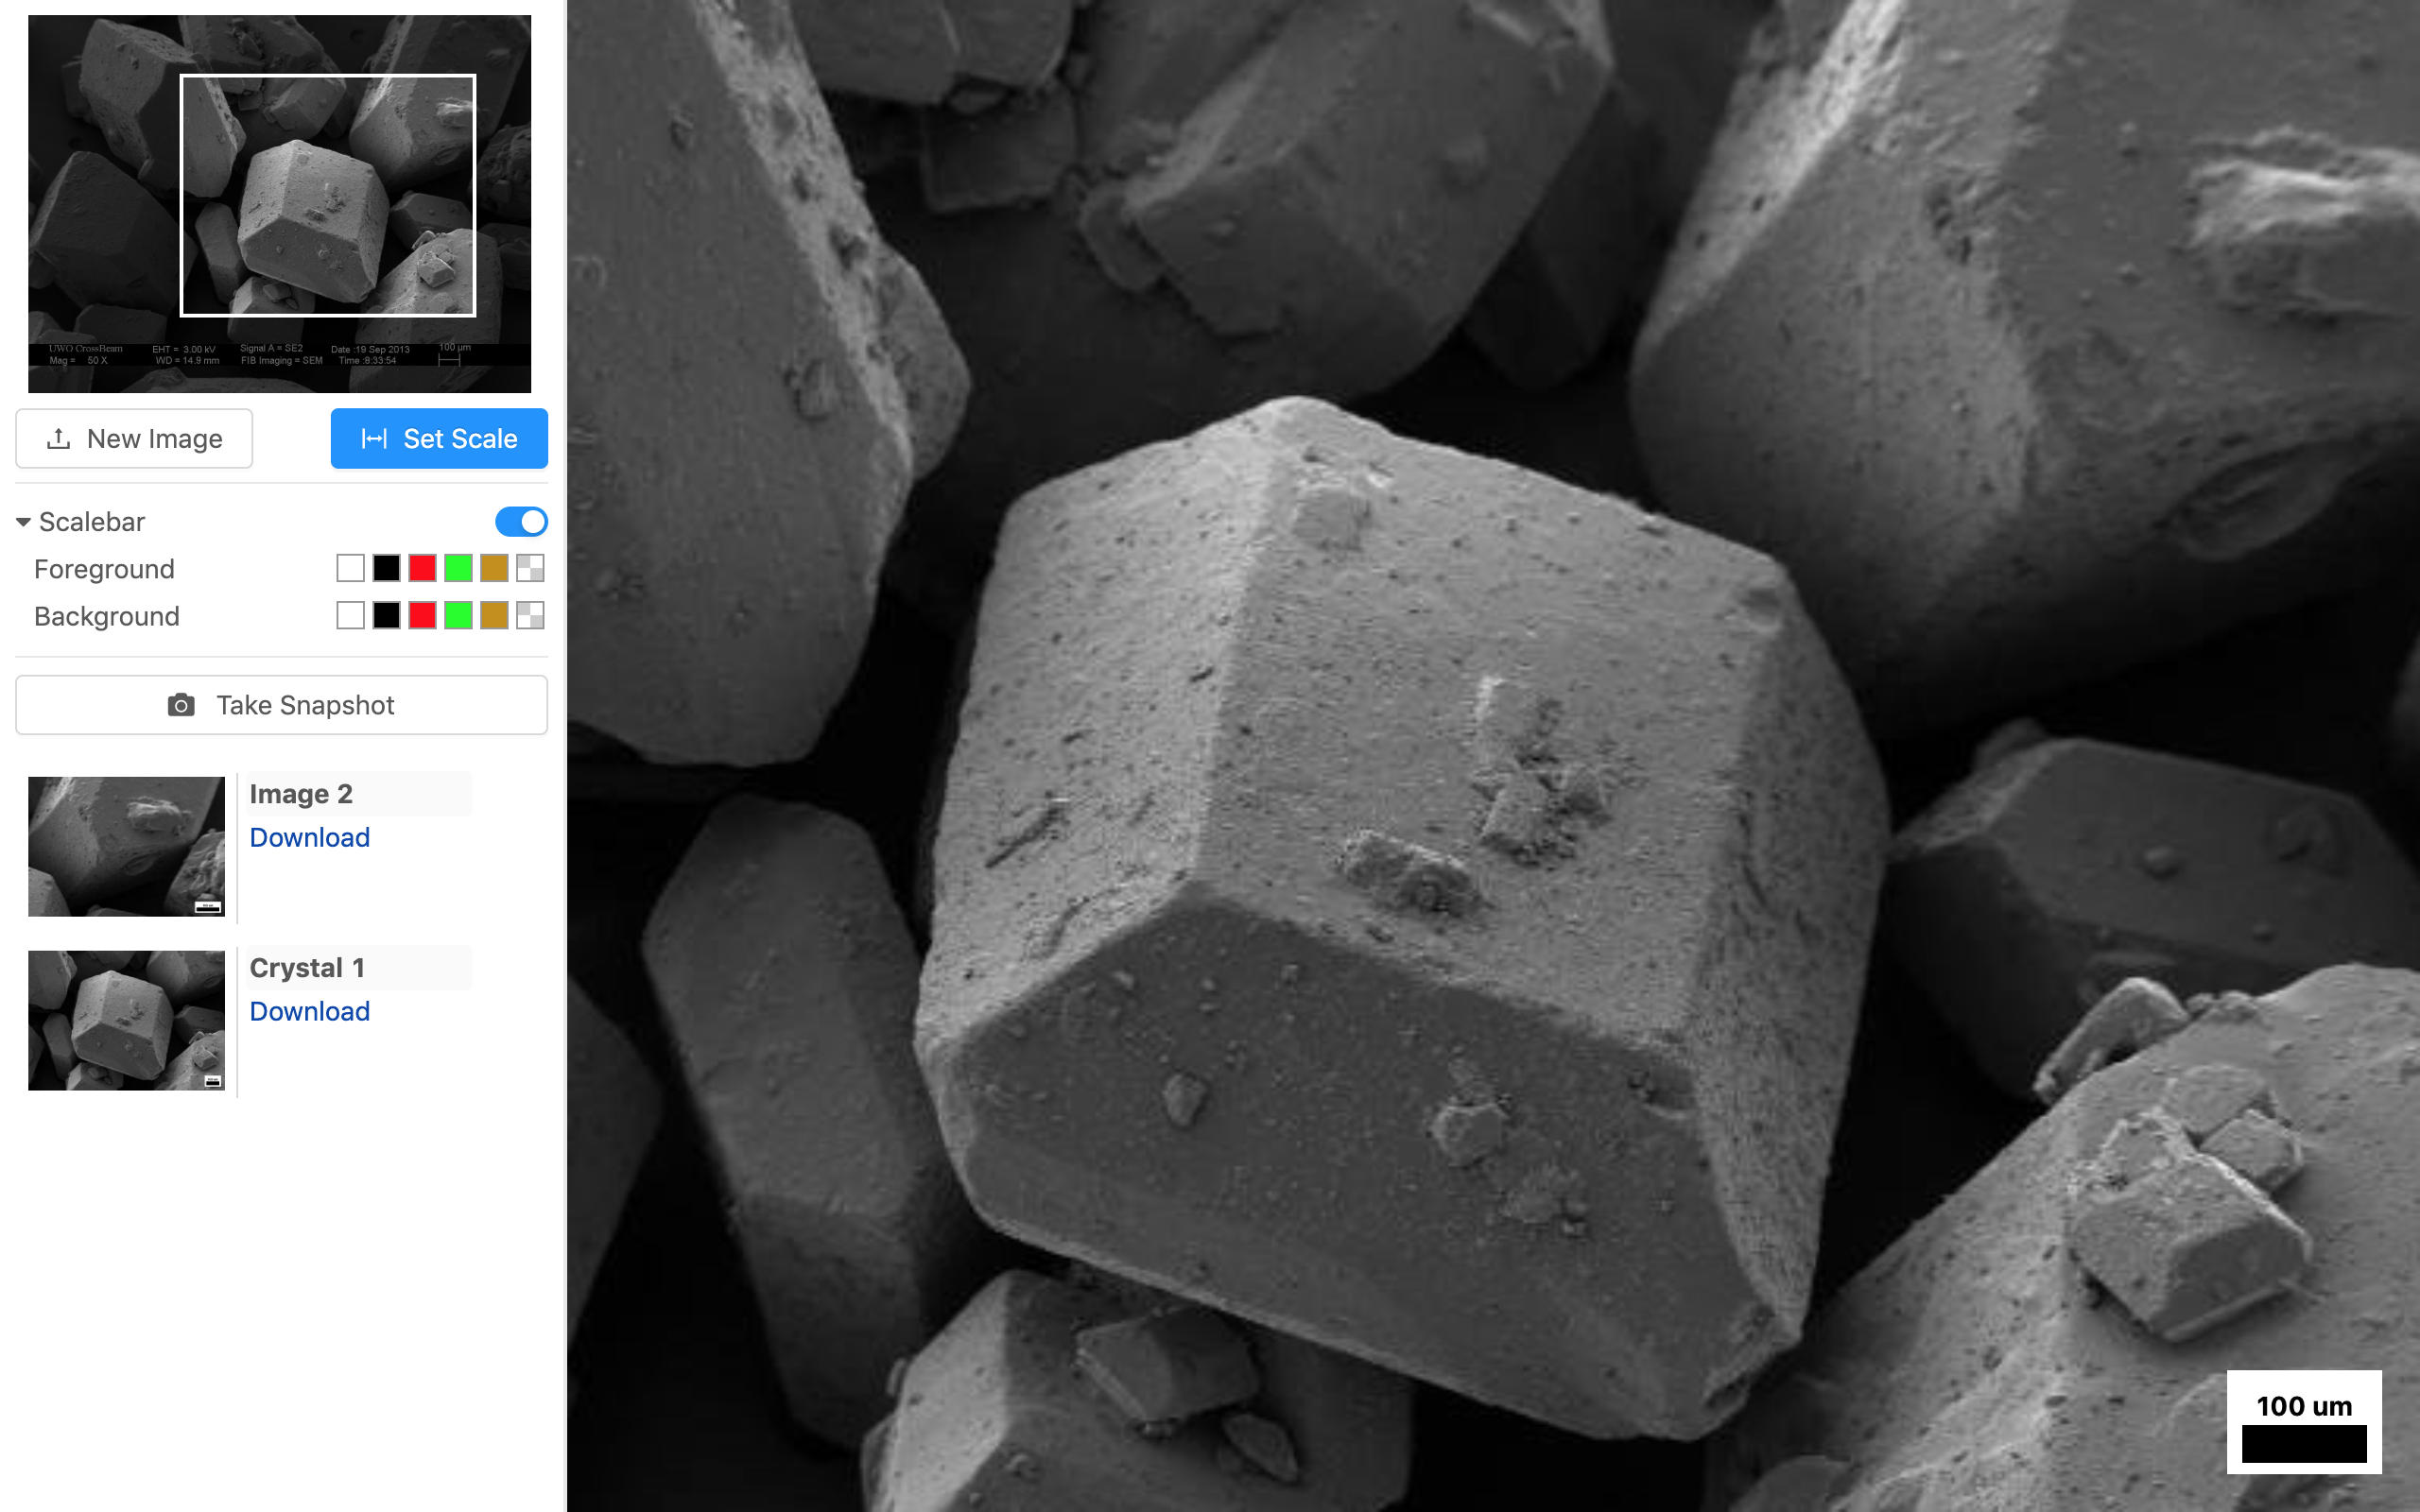 UWO CrossBeam EHT = 3.00 kV Signal A = SE2 Date :19 Sep 2013 100 µm
Mag = 50 X WD = 14.9 mm FIB Imaging = SEM Time :8:33:54
New Image
Set Scale
Scalebar
Foreground
Background
Take Snapshot
Image 2
Download
Crystal 1
Download
100 um